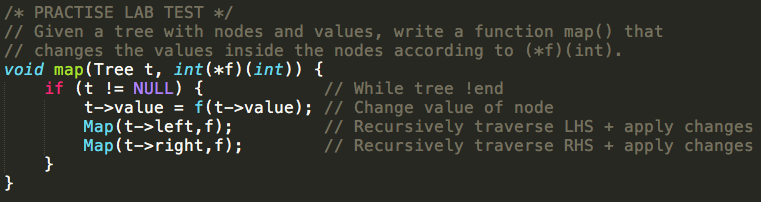 /* PRACTISE LAB TEST */
// Given a tree with nodes and values, write a function map() that
// changes the values inside the nodes according to (*f)(int).
void map(Tree t, int(*f)(int)) {
    if (t != NULL) {            // While tree !end
        t->value = f(t->value); // Change value of node
        Map(t->left,f);         // Recursively traverse LHS + apply changes
        Map(t->right,f);        // Recursively traverse RHS + apply changes
    }
}